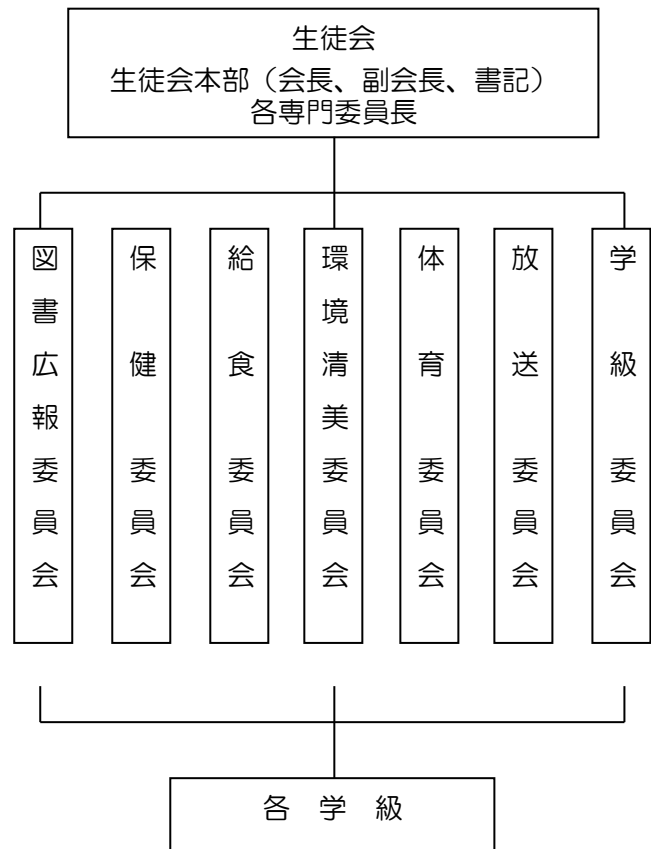 生徒会
生徒会本部（会長、副会長、書記）
各専門委員長
図書広報委員会
保健委員会
給食委員会
環境清美委員会
体育委員会
放送委員会
学級委員会
各学級